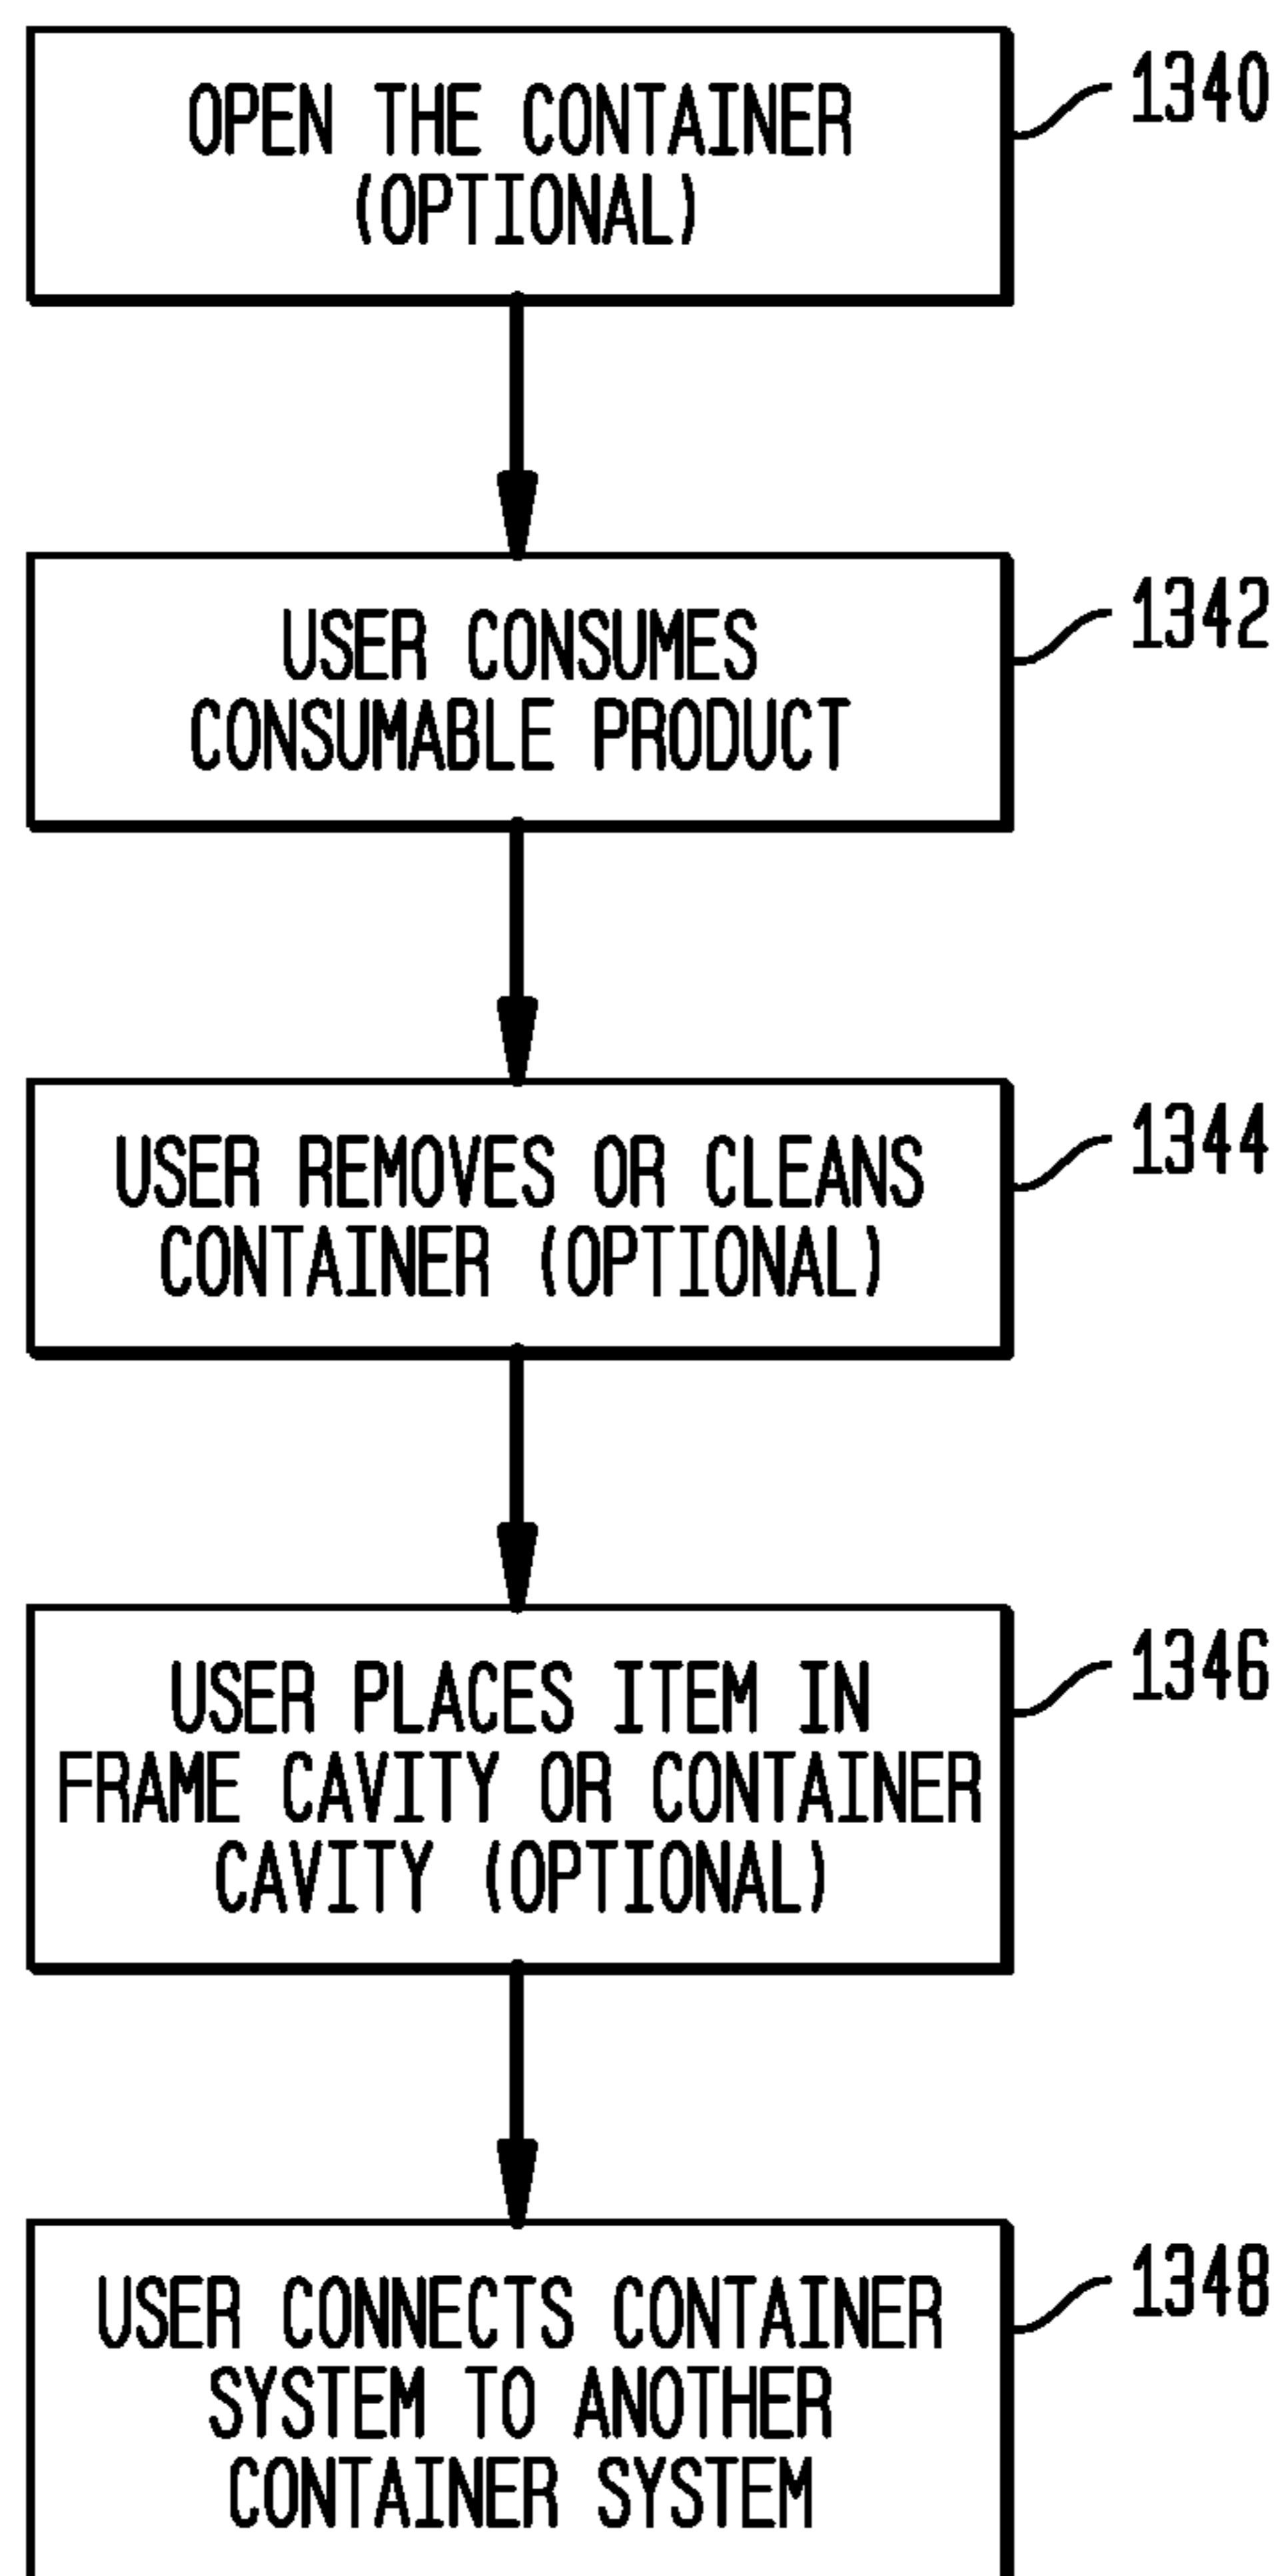 OPEN THE CONTAINER
(OPTIONAL)
1340
USER CONSUMES
CONSUMABLE PRODUCT
1342
USER REMOVES OR CLEANS
CONTAINER (OPTIONAL)
1344
USER PLACES ITEM IN
FRAME CAVITY OR CONTAINER
CAVITY (OPTIONAL)
1346
USER CONNECTS CONTAINER
SYSTEM TO ANOTHER
CONTAINER SYSTEM
1348